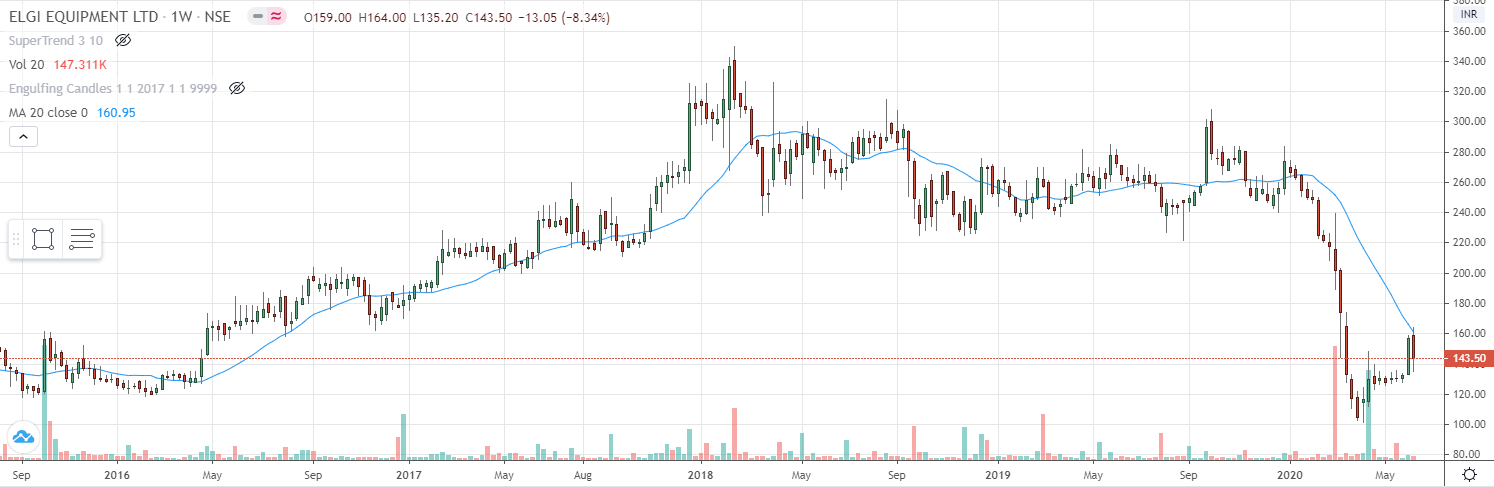 ELGI EQUIPMENT LTD · 1W · NSE O159.00 H164.00 L135.20 C143.50 −13.05 (−8.34%)
SuperTrend 3 10
Vol 20 147.311K
Engulfing Candles 1 1 2017 1 1 9999
MA 20 close 0 160.95
380.00
INR
360.00
340.00
320.00
300.00
280.00
260.00
240.00
220.00
200.00
180.00
160.00
143.50
120.00
100.00
80.00
Sep 2016 May Sep 2017 May Aug 2018 May Sep 2019 May Sep 2020 May